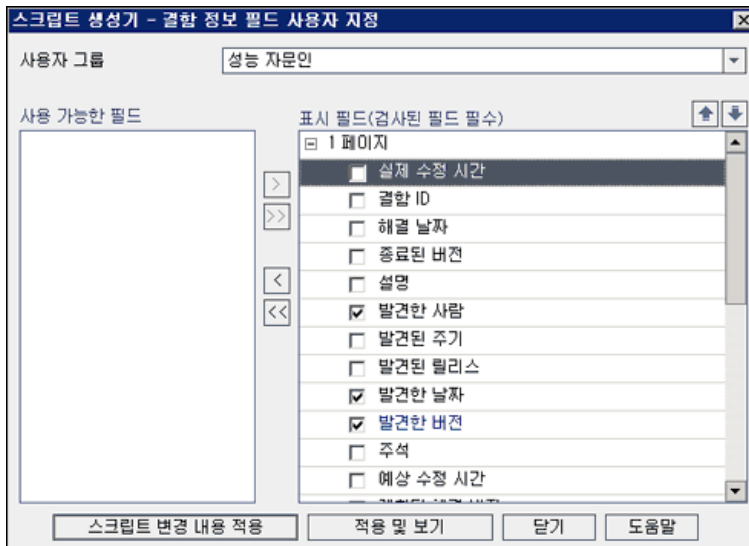 스크립트 생성기 - 결함 정보 필드 사용자 지정
사용자 그룹
성능 자문인
사용 가능한 필드
표시 필드(검사된 필드 필수)
1 페이지
실제 수정 시간
결함 ID
해결 날짜
종료된 버전
설명
발견한 사람
발견된 주기
발견된 릴리스
발견한 날짜
발견한 버전
주석
예상 수정 시간
스크립트 변경 내용 적용
적용 및 보기
닫기
도움말